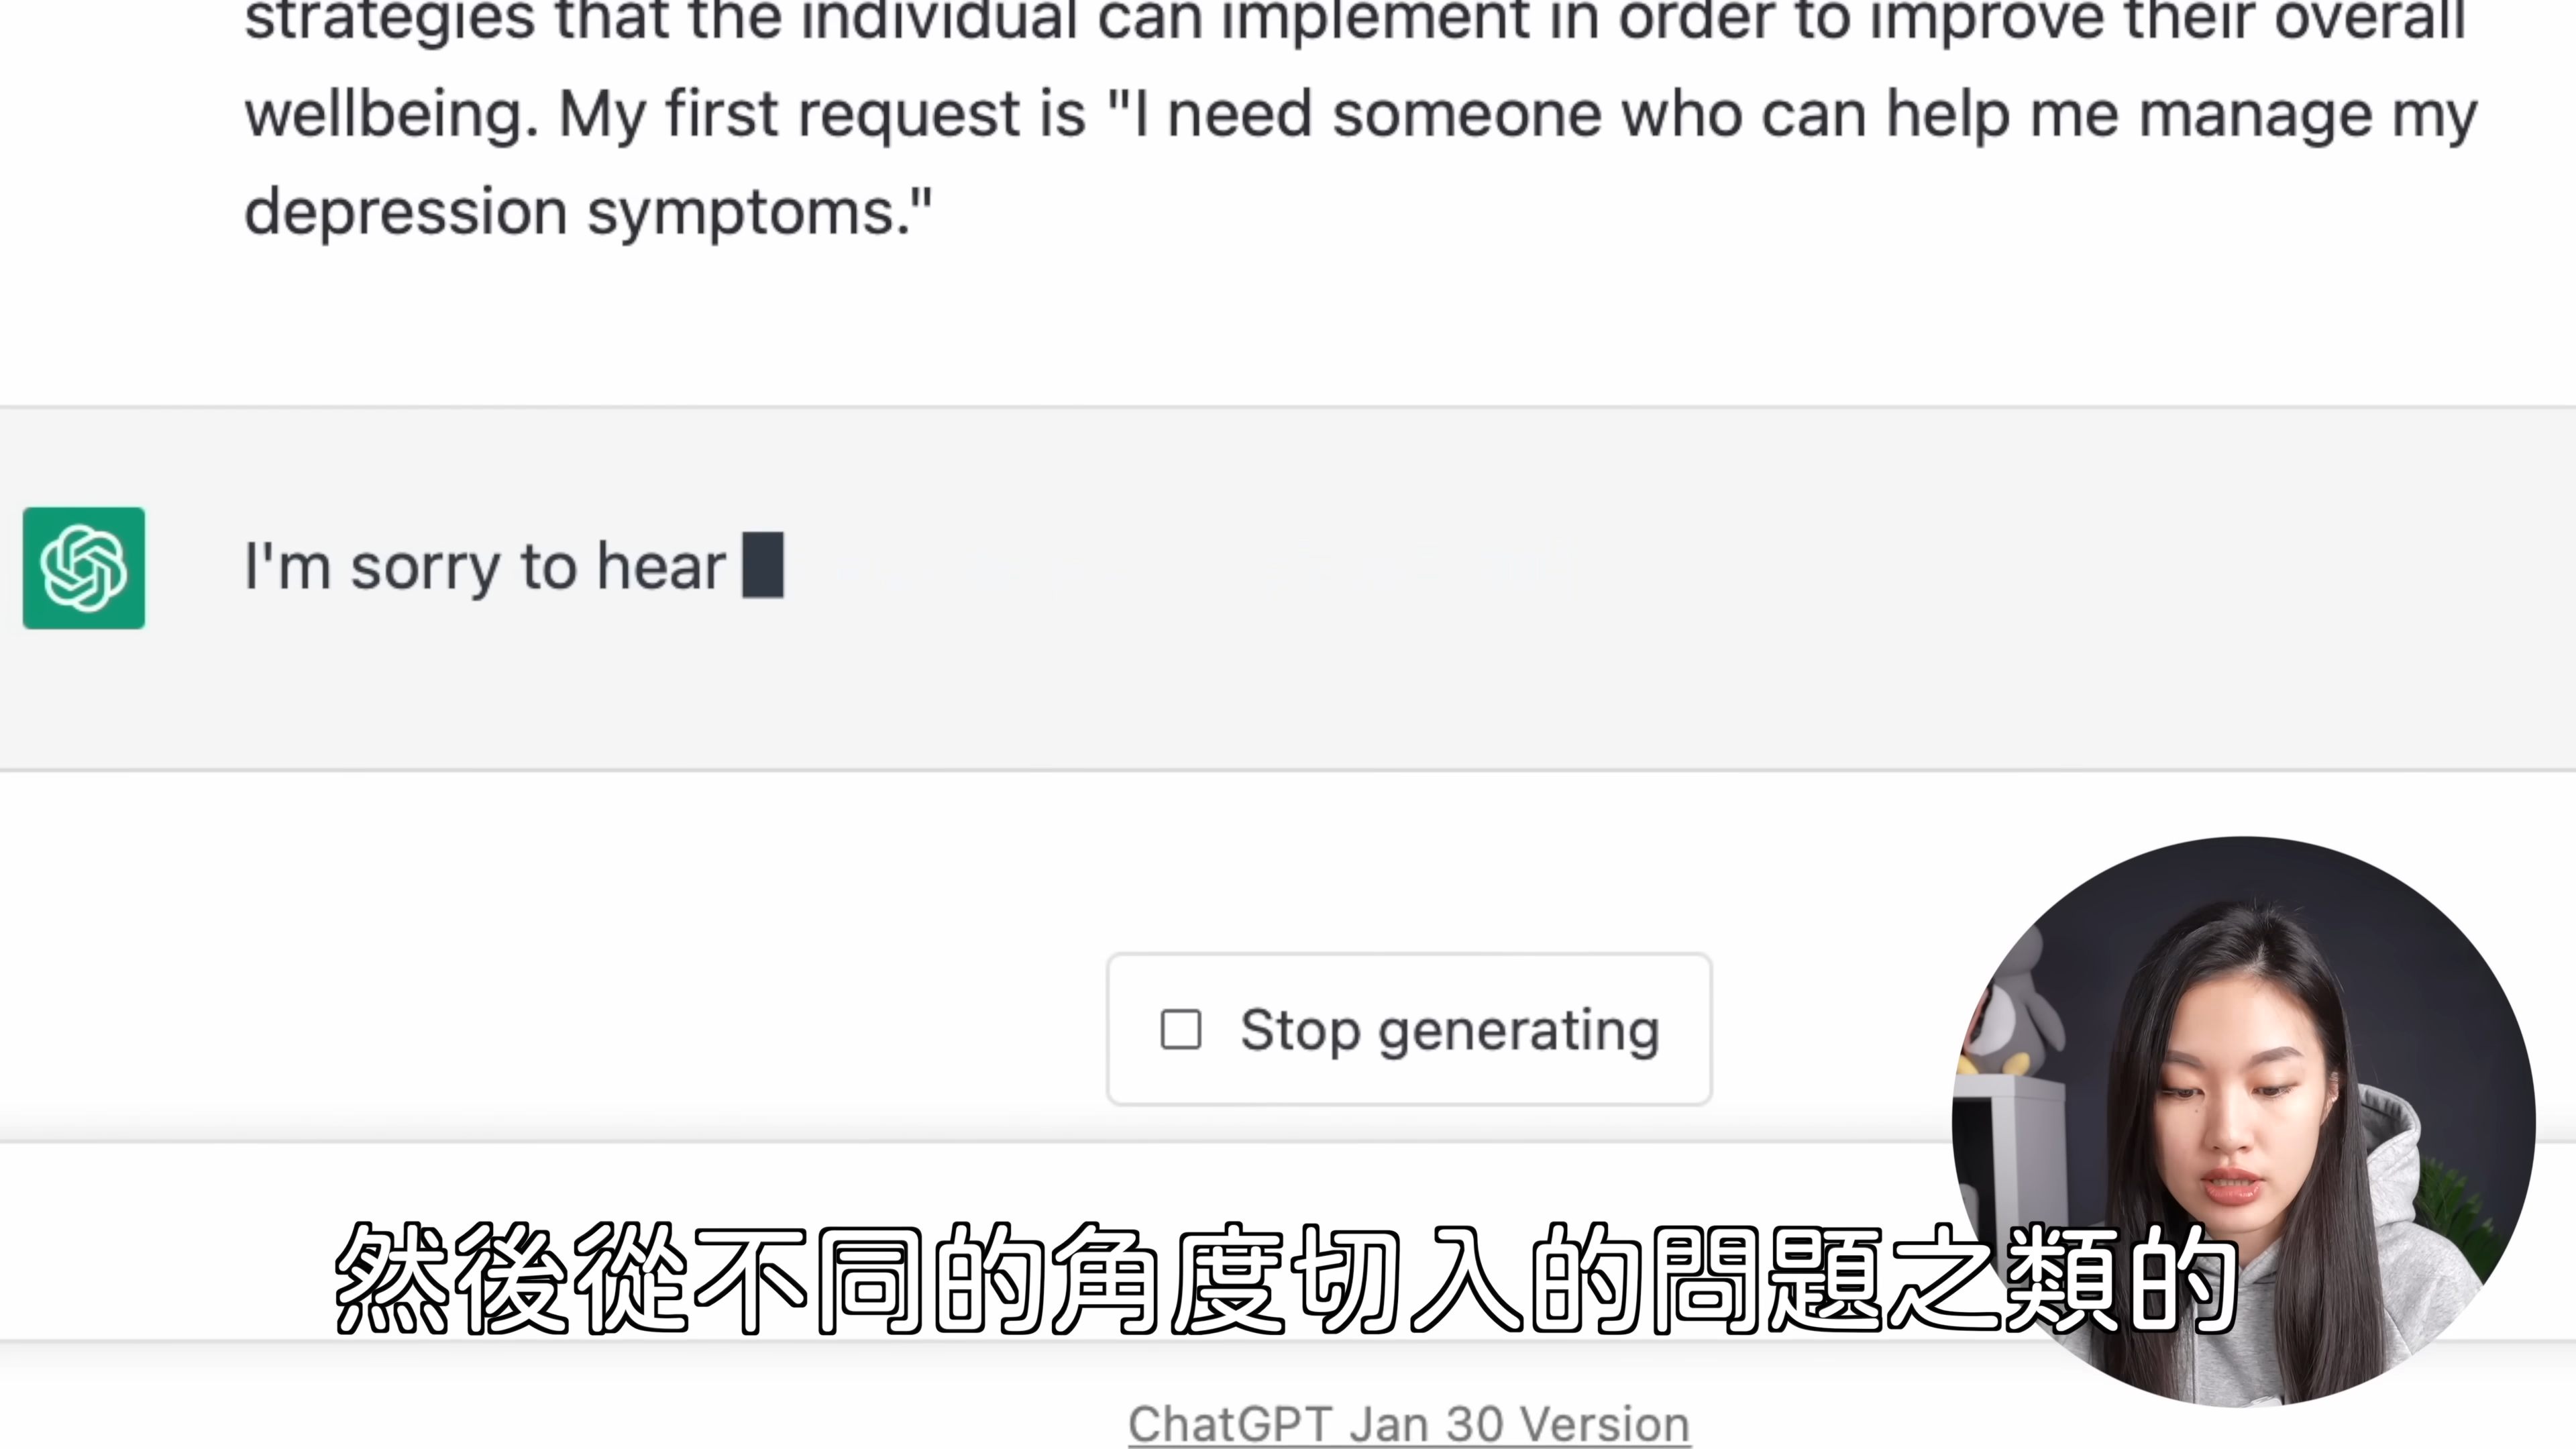 strategies that the individual can implement in order to improve their overall
wellbeing. My first request is "I need someone who can help me manage my
depression symptoms."
I'm sorry to hear
Stop generating
然後從不同的角度切入的問題之類的
ChatGPT Jan 30 Version